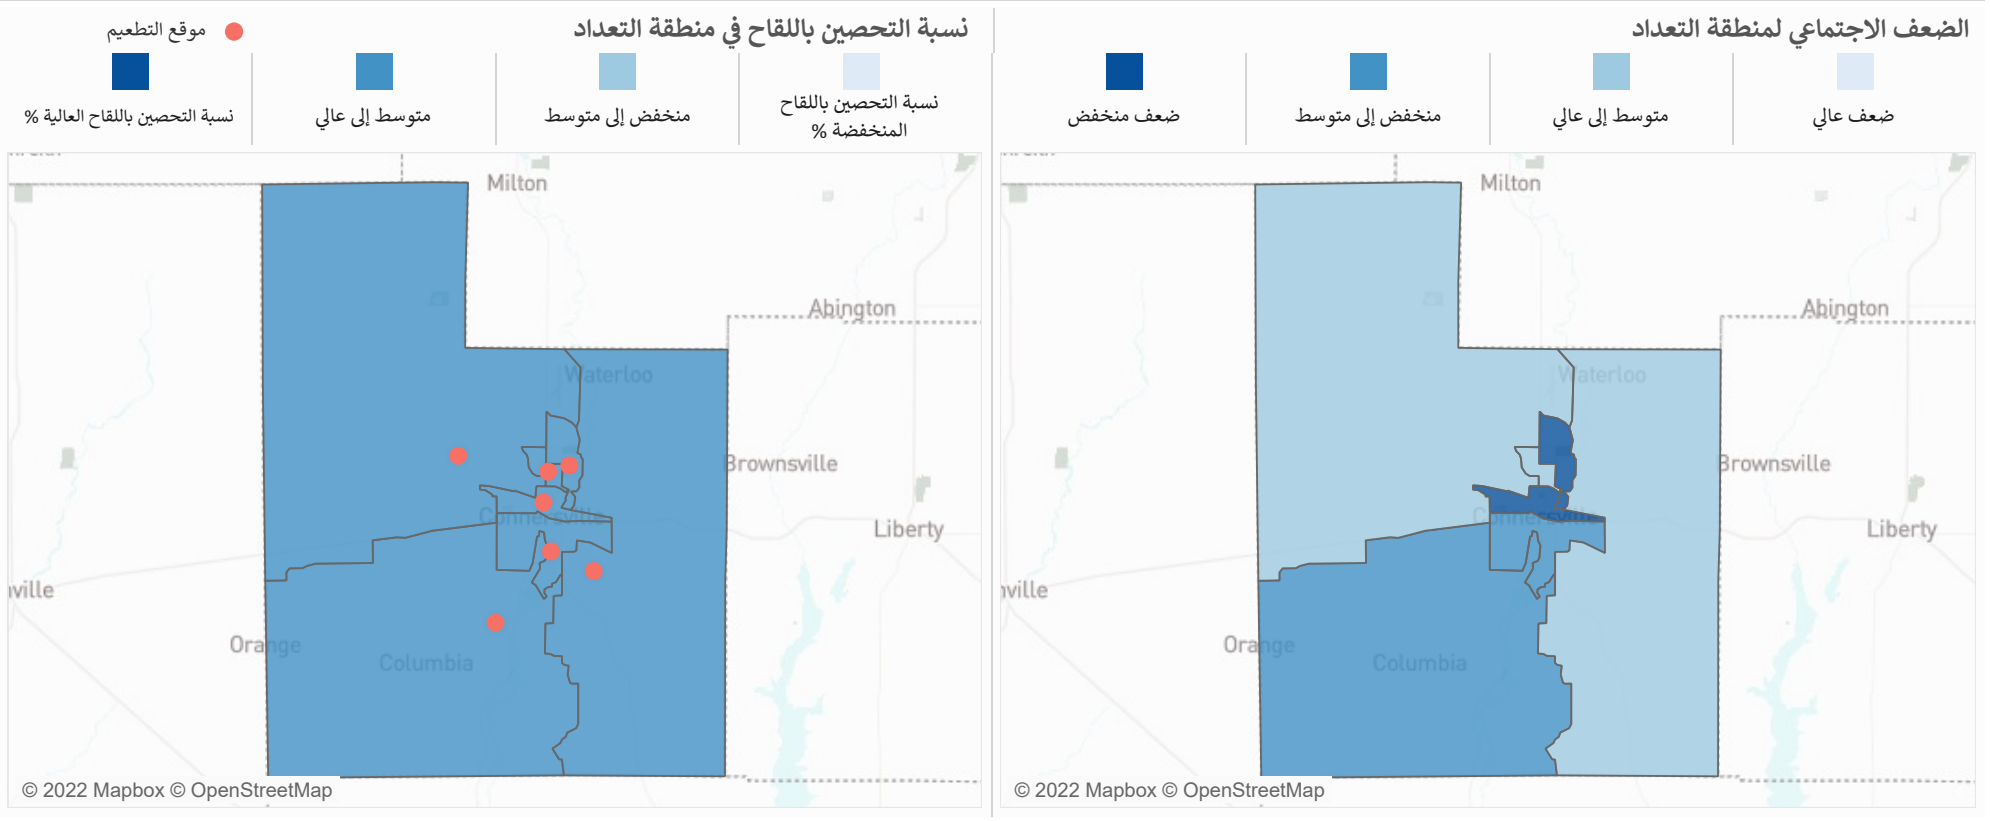 الضعف الاجتماعي لمنطقة التعداد
ضعف عالي
متوسط إلى عالي
منخفض إلى متوسط
ضعف منخفض
Milton
Abington
Waterloo
Brownsville
Connersville
Liberty
Orange
Columbia
© 2022 Mapbox © OpenStreetMap
نسبة التحصين باللقاح في منطقة التعداد
موقع التطعيم
نسبة التحصين باللقاح
المنخفضة %
منخفض إلى متوسط
متوسط إلى عالي
نسبة التحصين باللقاح العالية %
Milton
Abington
Waterloo
Brownsville
Connersville
Liberty
ville
Orange
Columbia
© 2022 Mapbox © OpenStreetMap